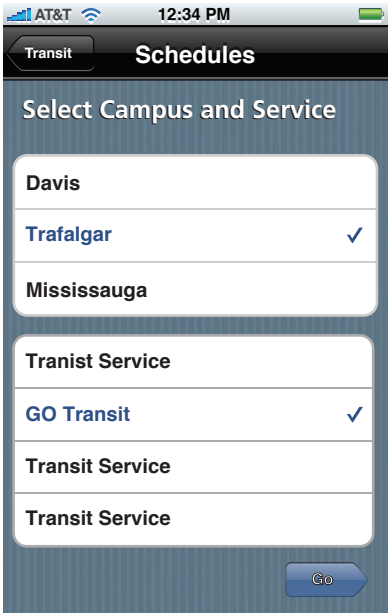 AT&T 12:34 PM
Transit Schedules
Select Campus and Service
Davis
Trafalgar
Mississauga
Tranist Service
GO Transit
Transit Service
Transit Service
Go